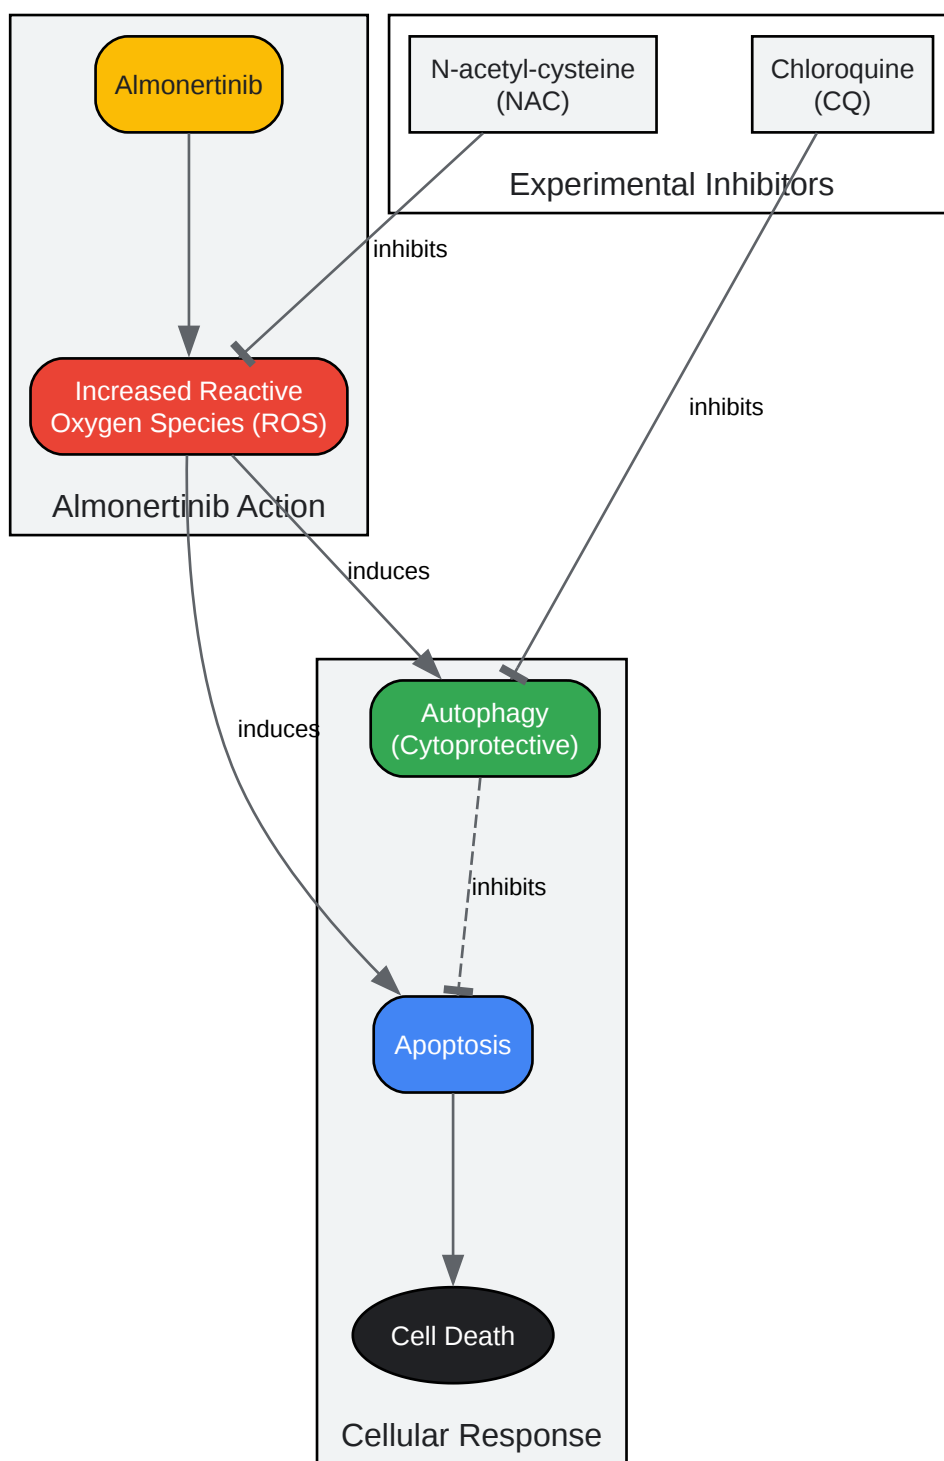 Almonertinib
N-acetyl-cysteine
(NAC)
Chloroquine
(CQ)
Experimental Inhibitors
inhibits
Increased Reactive
Oxygen Species (ROS)
inhibits
Almonertinib Action
induces
Autophagy
(Cytoprotective)
induces
inhibits
Apoptosis
Cell Death
Cellular Response